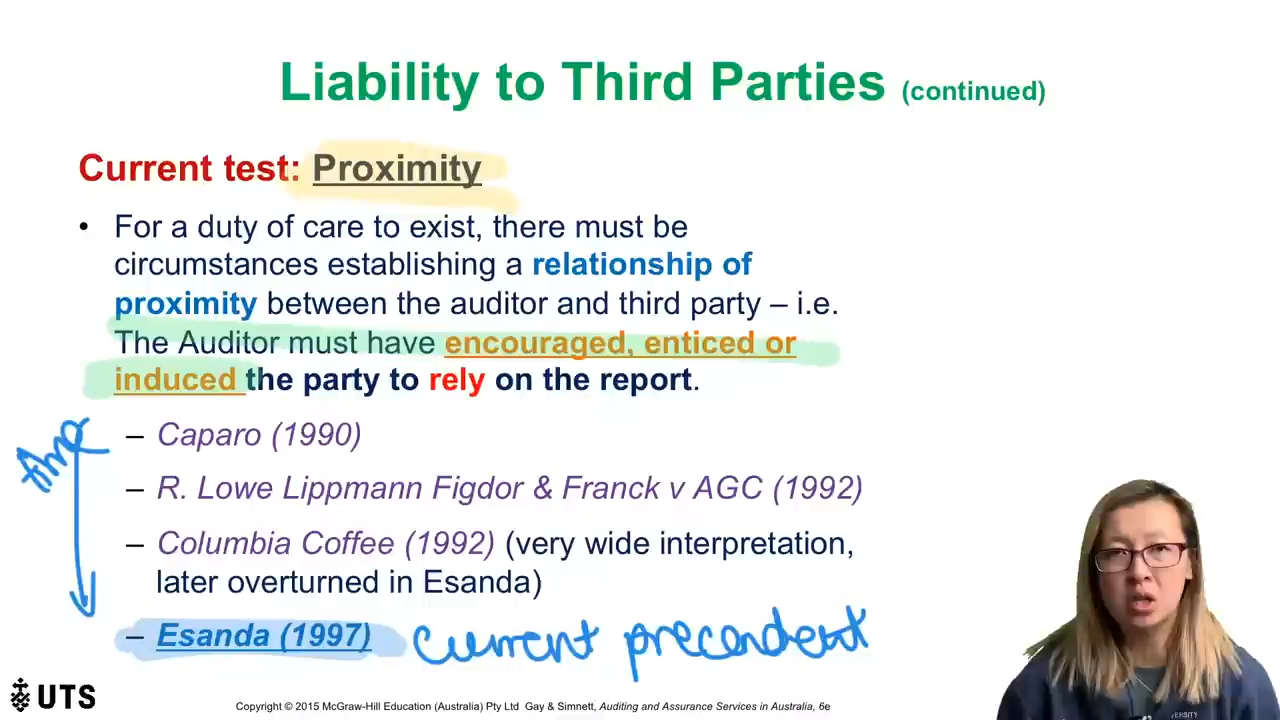 Liability to Third Parties (continued)
Current test: Proximity
• For a duty of care to exist, there must be
circumstances establishing a relationship of
proximity between the auditor and third party – i.e.
The Auditor must have encouraged, enticed or
induced the party to rely on the report.
– Caparo (1990)
– R. Lowe Lippmann Figdor & Franck v AGC (1992)
– Columbia Coffee (1992) (very wide interpretation,
later overturned in Esanda)
– Esanda (1997) current precendent
UTS
Copyright © 2015 McGraw-Hill Education (Australia) Pty Ltd Gay & Simnett, Auditing and Assurance Services in Australia, 6e